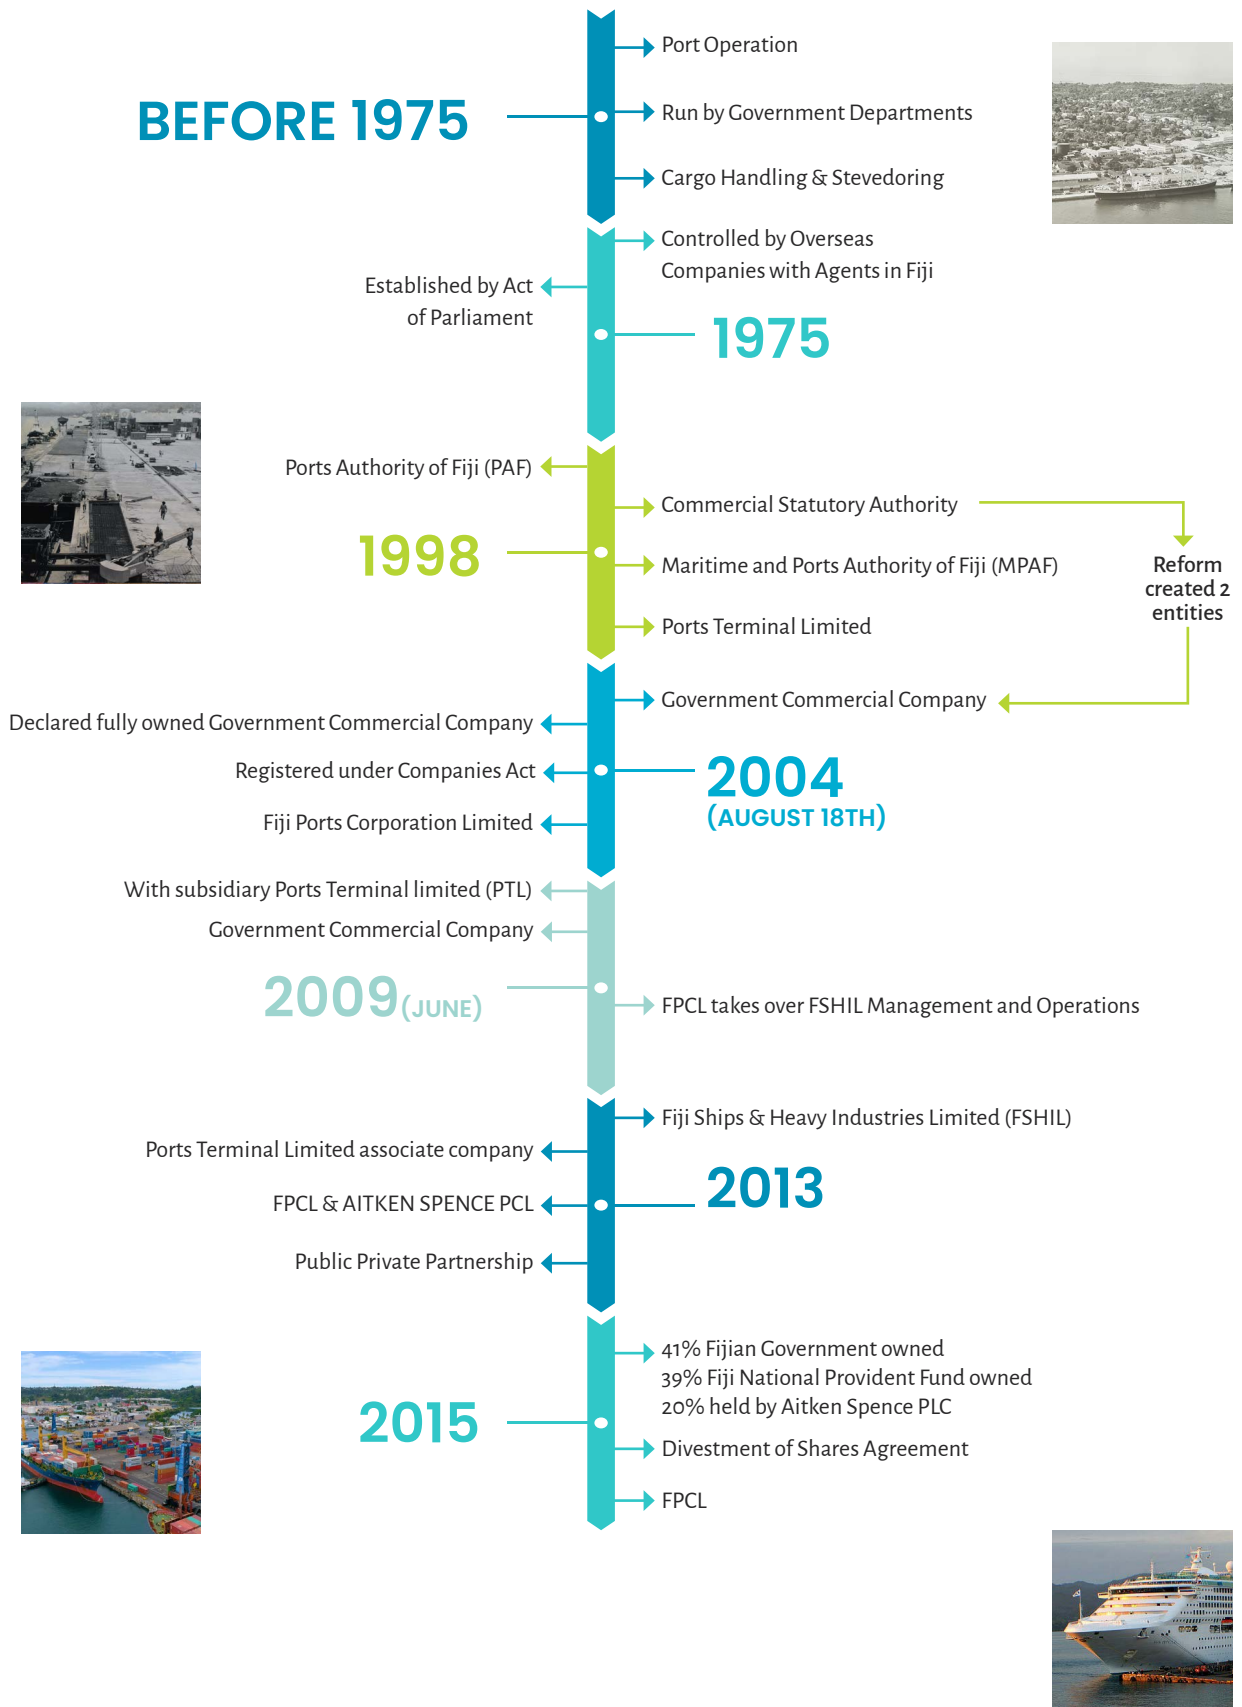 Port Operation
BEFORE 1975
Run by Government Departments
Cargo Handling & Stevedoring
Controlled by Overseas
Companies with Agents in Fiji
Established by Act
of Parliament
1975
Ports Authority of Fiji (PAF)
Commercial Statutory Authority
1998
Maritime and Ports Authority of Fiji (MPAF)
Reform
created 2
entities
Ports Terminal Limited
Government Commercial Company
Declared fully owned Government Commercial Company
Registered under Companies Act
2004
(AUGUST 18TH)
Fiji Ports Corporation Limited
With subsidiary Ports Terminal limited (PTL)
Government Commercial Company
2009 (JUNE)
FPCL takes over FSHIL Management and Operations
Fiji Ships & Heavy Industries Limited (FSHIL)
Ports Terminal Limited associate company
2013
FPCL & AITKEN SPENCE PCL
Public Private Partnership
41% Fijian Government owned
39% Fiji National Provident Fund owned
20% held by Aitken Spence PLC
2015
Divestment of Shares Agreement
FPCL